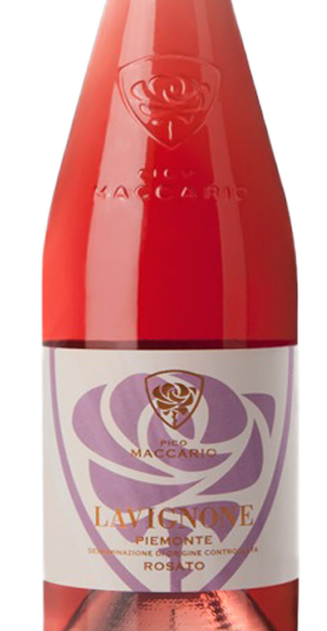 PICO
MACCARIO
PICO
MACCARIO
LAVIGNONE
PIEMONTE
DENOMINAZIONE DI ORIGINE CONTROLLATA
ROSATO